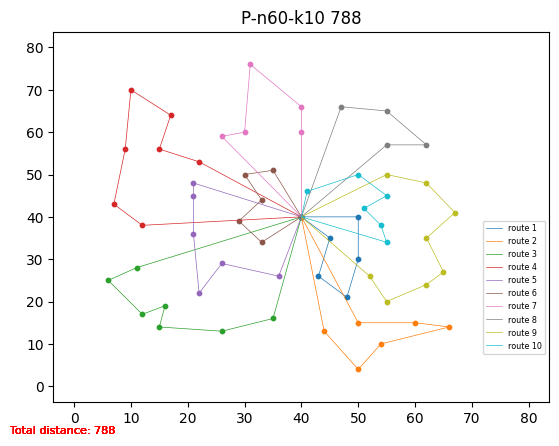 P-n60-k10 788
80
70
60
50
40
30
20
10
0
0 10 20 30 40 50 60 70 80
route 1
route 2
route 3
route 4
route 5
route 6
route 7
route 8
route 9
route 10
Total distance: 788